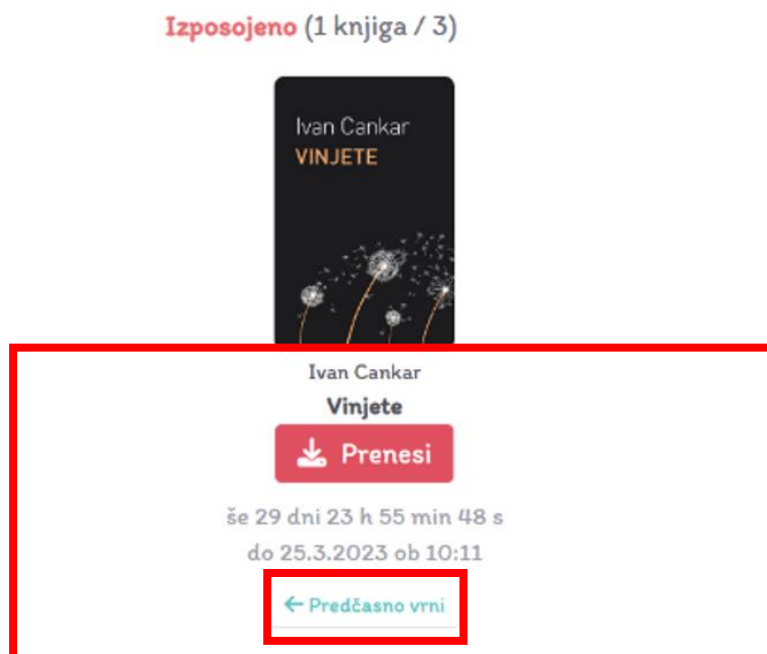 Izposojeno (1 knjiga / 3)
Ivan Cankar
VINJETE
Ivan Cankar
Vinjete
Prenesi
še 29 dni 23 h 55 min 48 s
do 25.3.2023 ob 10:11
← Predčasno vrni